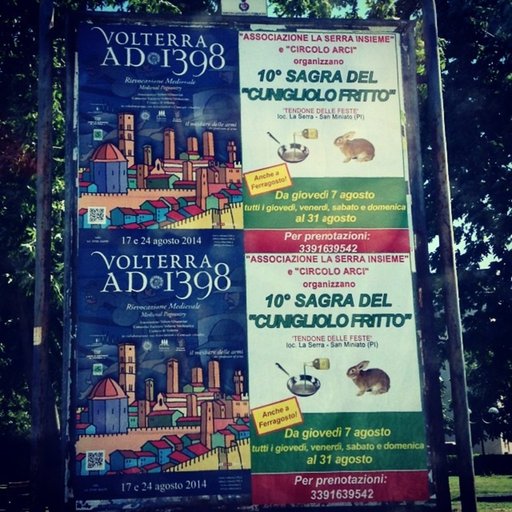 VOLTERRA
AD 1398
Rievocazione Medievale
Medieval Pageantry
il mestiere delle armi
17 e 24 agosto 2014
"ASSOCIAZIONE LA SERRA INSIEME"
e "CIRCOLO ARCI"
organizzano
10° SAGRA DEL
"CUNIGLIOLO FRITTO"
"TENDONE DELLE FESTE"
loc. La Serra - San Miniato (PI)
Anche a
Ferragosto!
Da giovedì 7 agosto
tutti i giovedì, venerdì, sabato e domenica
al 31 agosto
Per prenotazioni:
3391639542
VOLTERRA
AD 1398
Rievocazione Medievale
Medieval Pageantry
il mestiere delle armi
17 e 24 agosto 2014
"ASSOCIAZIONE LA SERRA INSIEME"
e "CIRCOLO ARCI"
organizzano
10° SAGRA DEL
"CUNIGLIOLO FRITTO"
"TENDONE DELLE FESTE"
loc. La Serra - San Miniato (PI)
Anche a
Ferragosto!
Da giovedì 7 agosto
tutti i giovedì, venerdì, sabato e domenica
al 31 agosto
Per prenotazioni:
3391639542